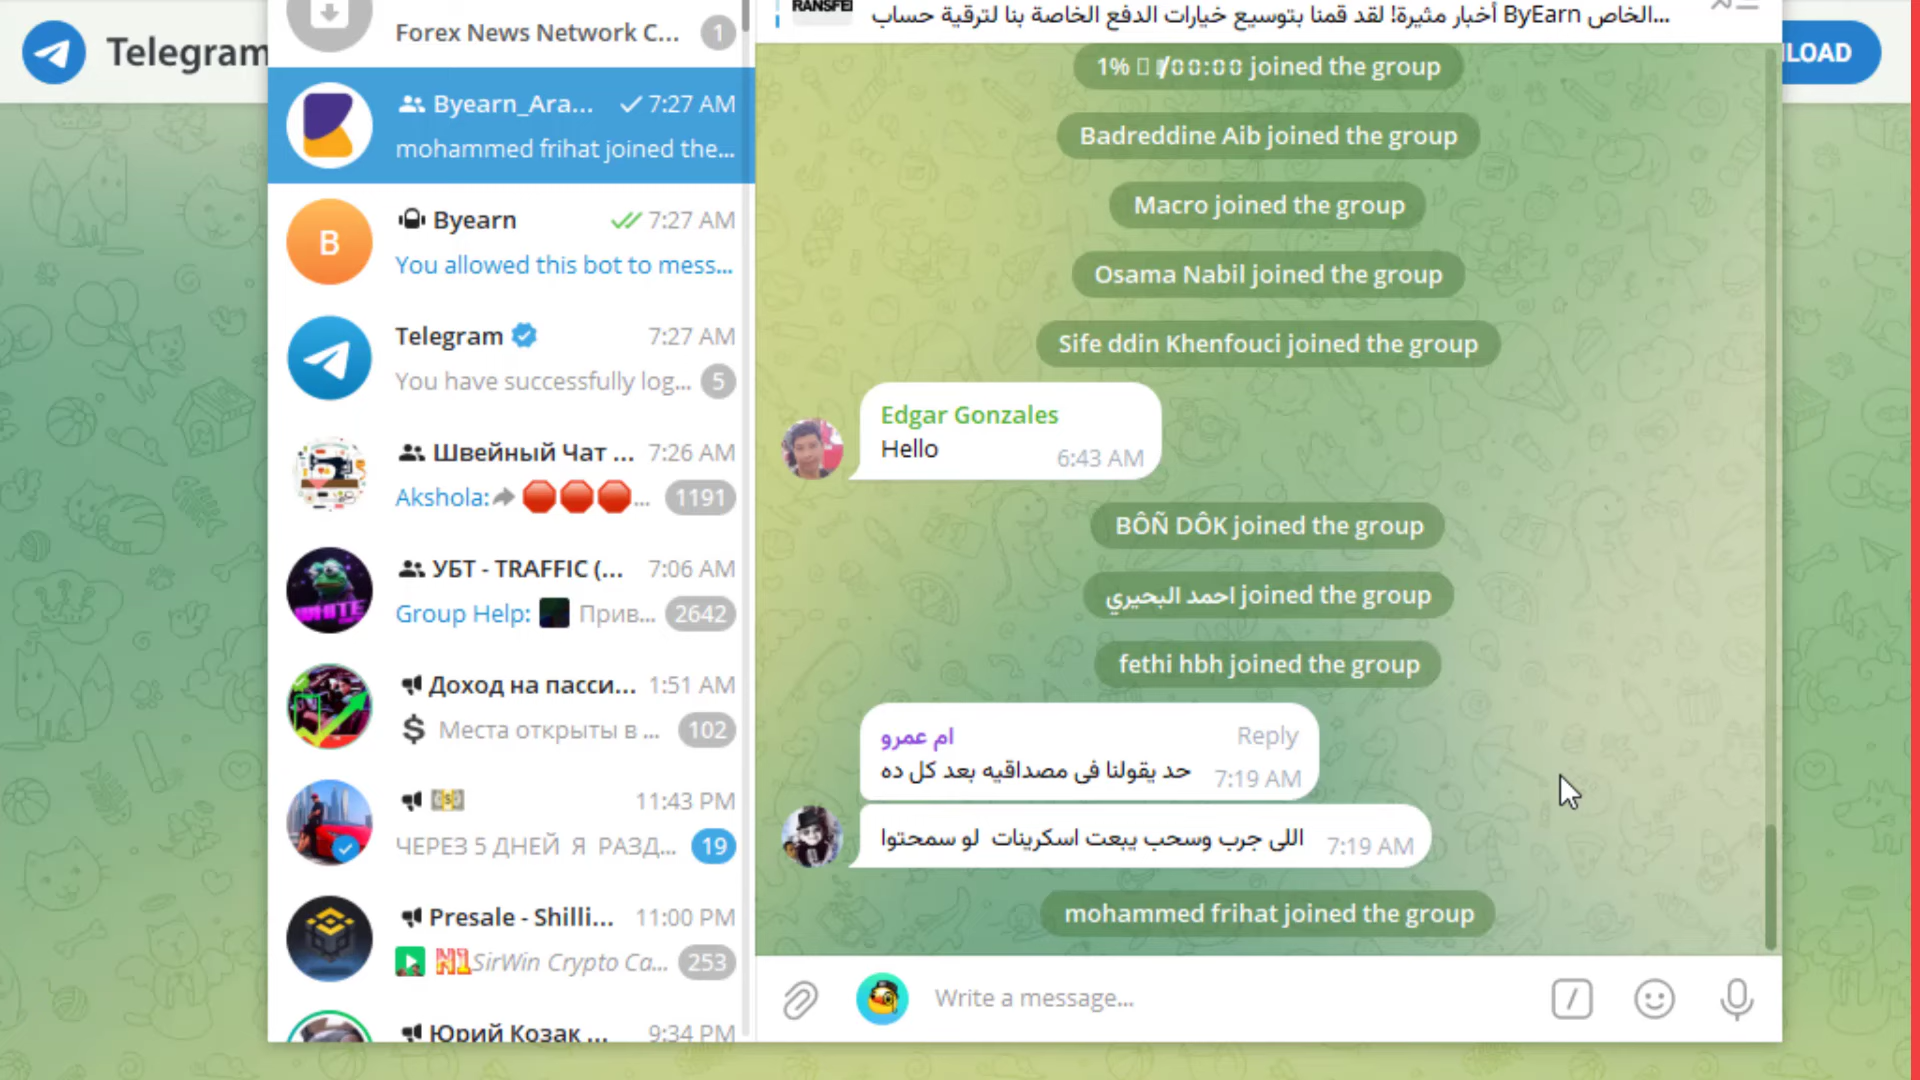 Telegram
Forex News Network C...
1
Byearn_Ara...
7:27 AM
mohammed frihat joined the...
B
Byearn
7:27 AM
You allowed this bot to mess...
Telegram
7:27 AM
You have successfully log...
5
Швейный Чат ...
7:26 AM
Akshola:
...
1191
WHITE
УБТ - TRAFFIC (...
7:06 AM
Group Help:
Прив...
2642
Доход на пасси...
1:51 AM
Места открыты в ...
102
11:43 PM
ЧЕРЕЗ 5 ДНЕЙ Я РАЗД...
19
Presale - Shilli...
11:00 PM
N1 SirWin Crypto Ca...
253
Юрий Козак ...
9:34 PM
أخبار مثيرة! لقد قمنا بتوسيع خيارات الدفع الخاصة بنا لترقية حساب ByEarn الخاص...
joined the group
Badreddine Aib joined the group
Macro joined the group
Osama Nabil joined the group
Sife ddin Khenfouci joined the group
Edgar Gonzales
Hello
6:43 AM
BÔÑ DÔK joined the group
احمد البحيري joined the group
fethi hbh joined the group
ام عمرو
Reply
حد يقولنا فى مصداقيه بعد كل ده
7:19 AM
اللى جرب وسحب يبعت اسكرينات لو سمحتوا
7:19 AM
mohammed frihat joined the group
Write a message...